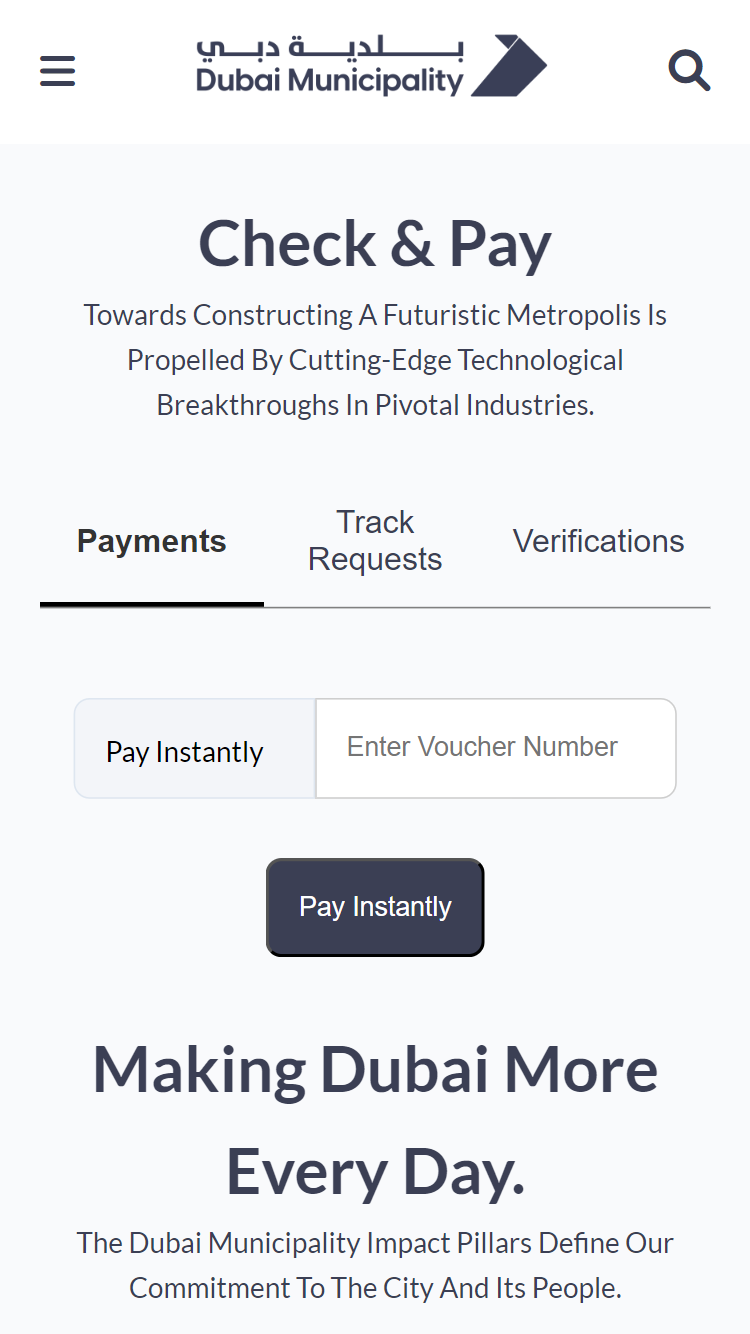 بلدية دبي
Dubai Municipality
Check & Pay
Towards Constructing A Futuristic Metropolis Is
Propelled By Cutting-Edge Technological
Breakthroughs In Pivotal Industries.
Payments
Track
Requests
Verifications
Pay Instantly
Enter Voucher Number
Pay Instantly
Making Dubai More
Every Day.
The Dubai Municipality Impact Pillars Define Our
Commitment To The City And Its People.